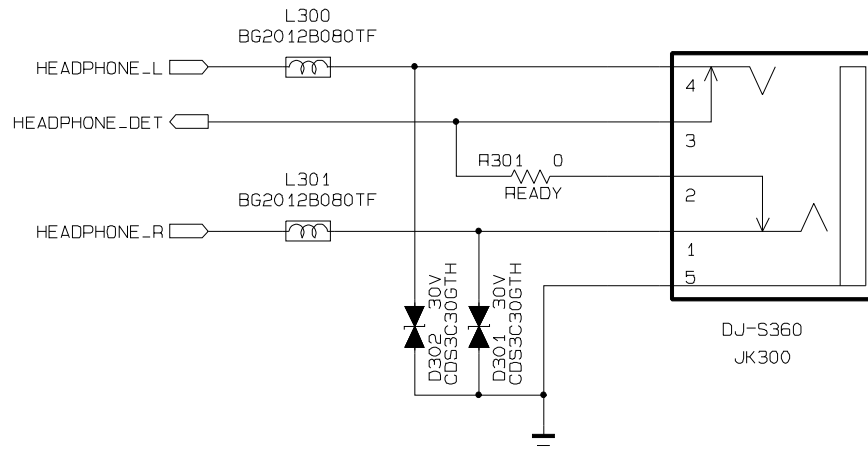 L300
BG2012B080TF
HEADPHONE_L
HEADPHONE_DET
R301 0
READY
L301
BG2012B080TF
HEADPHONE_R
4
3
2
1
5
D302 30V
CDS3C30GTH
D301 30V
CDS3C30GTH
DJ-S360
JK300